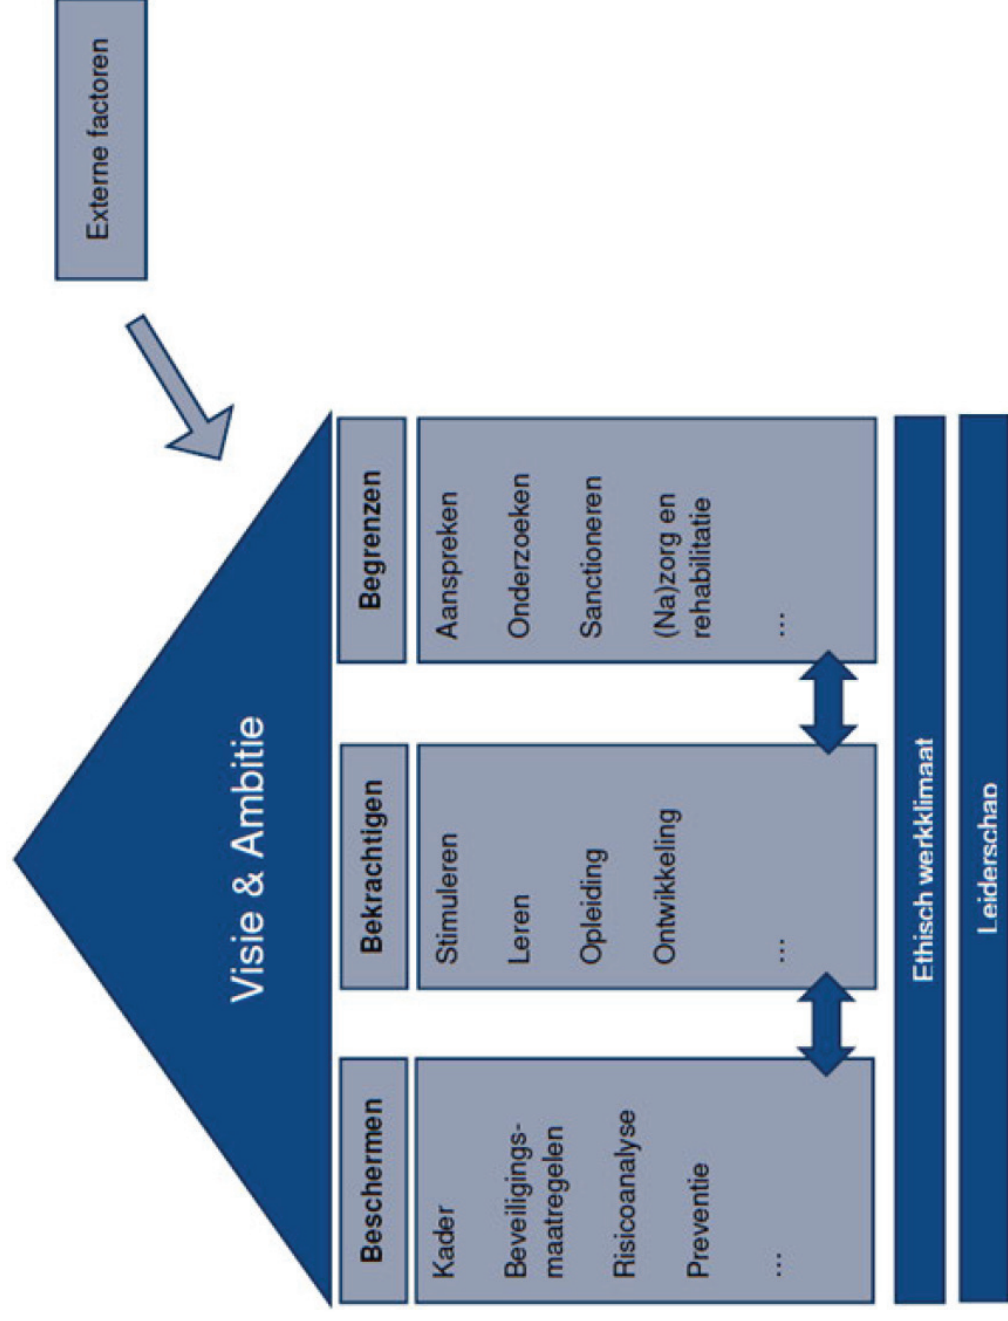 Externe factoren
Visie & Ambitie
Beschermen
Kader
Beveiligings-
maatregelen
Risicoanalyse
Preventie
...
Bekrachtigen
Stimuleren
Leren
Opleiding
Ontwikkeling
...
Begrenzen
Aanspreken
Onderzoeken
Sanctioneren
(Na)zorg en
rehabilitatie
...
Ethisch werkklimaat
Leiderschap